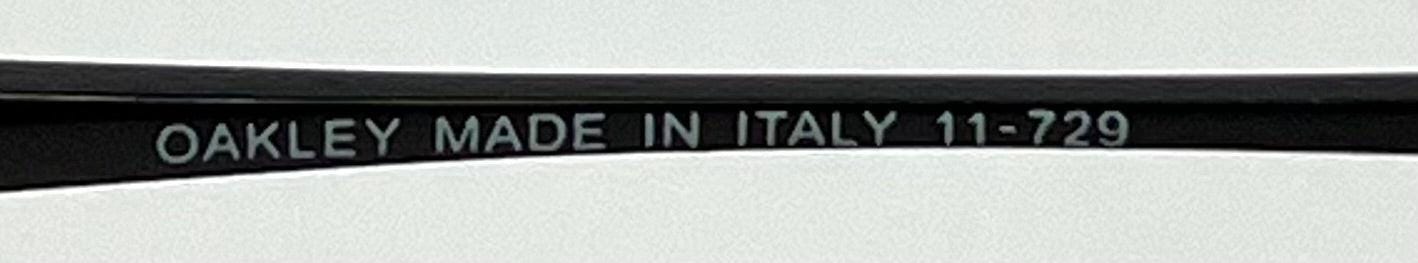 OAKLEY MADE IN ITALY 11-729